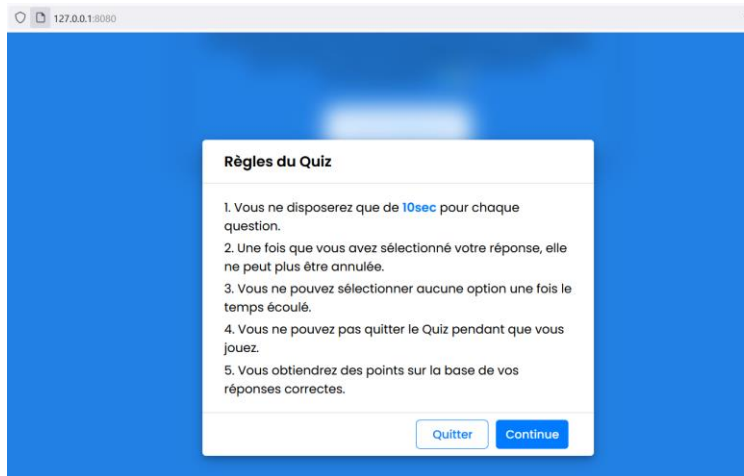 127.0.0.1:8080
Règles du Quiz
1. Vous ne disposerez que de 10sec pour chaque
question.
2. Une fois que vous avez sélectionné votre réponse, elle
ne peut plus être annulée.
3. Vous ne pouvez sélectionner aucune option une fois le
temps écoulé.
4. Vous ne pouvez pas quitter le Quiz pendant que vous
jouez.
5. Vous obtiendrez des points sur la base de vos
réponses correctes.
Quitter
Continue